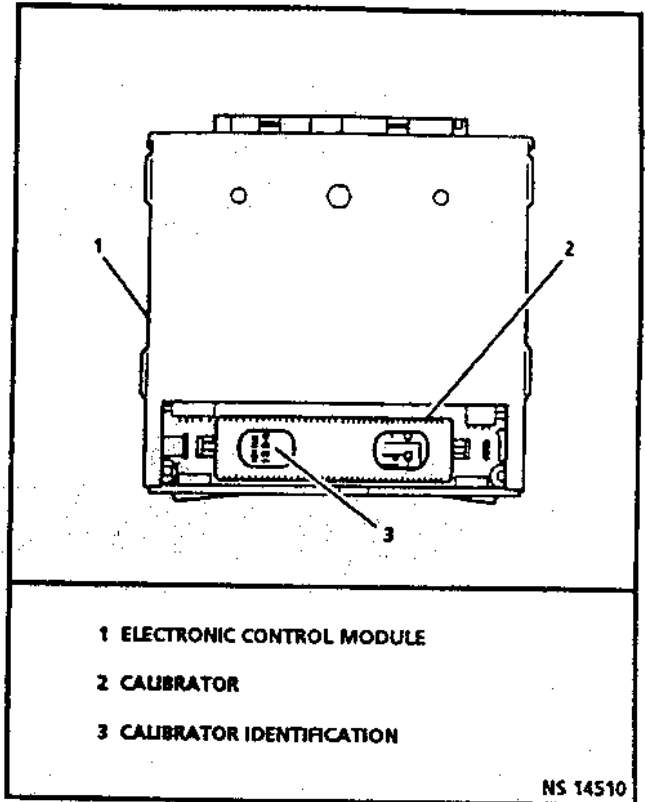 1
2
3
1 ELECTRONIC CONTROL MODULE
2 CALIBRATOR
3 CALIBRATOR IDENTIFICATION
NS 14510